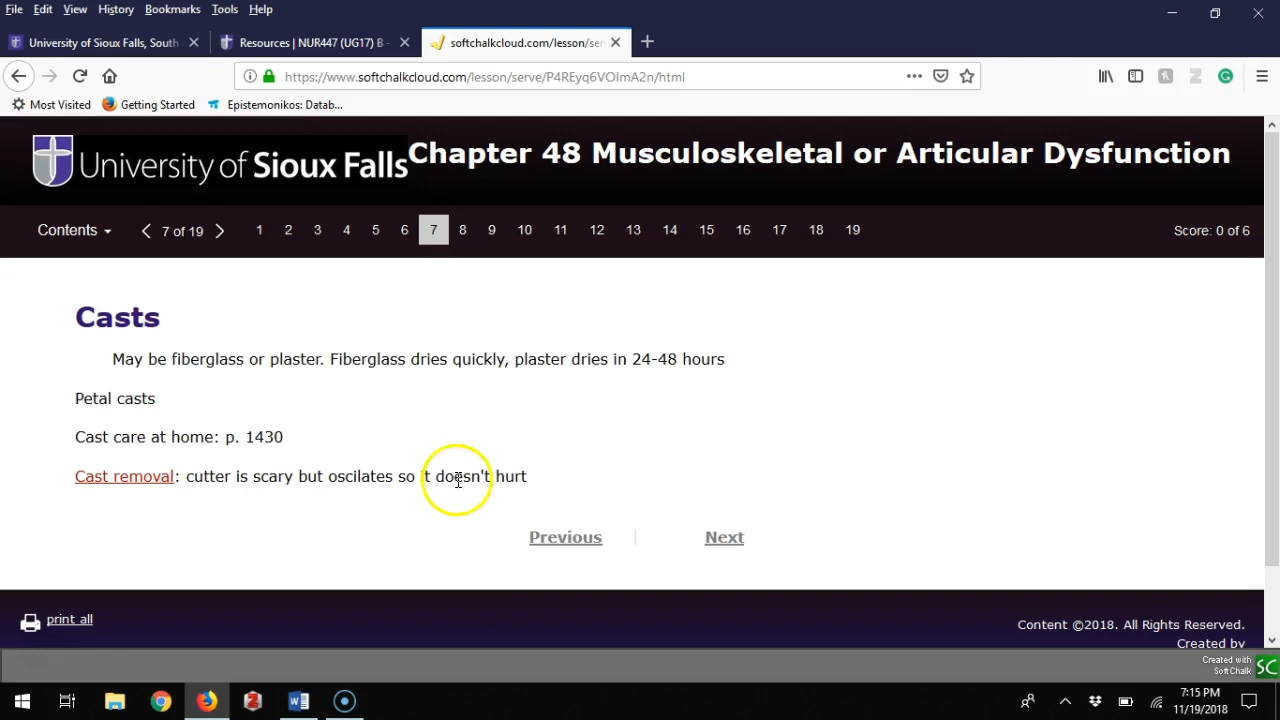 File Edit View History Bookmarks Tools Help
University of Sioux Falls, South
Resources | NUR447 (UG17) B -
softchalkcloud.com/lesson/ser
https://www.softchalkcloud.com/lesson/serve/P4REyq6VOImA2n/html
Most Visited Getting Started Epistemonikos: Datab...
University of Sioux Falls
Chapter 48 Musculoskeletal or Articular Dysfunction
Contents 7 of 19 1 2 3 4 5 6 7 8 9 10 11 12 13 14 15 16 17 18 19 Score: 0 of 6
Casts
May be fiberglass or plaster. Fiberglass dries quickly, plaster dries in 24-48 hours
Petal casts
Cast care at home: p. 1430
Cast removal: cutter is scary but oscilates so it doesn't hurt
Previous | Next
print all
Content ©2018. All Rights Reserved.
Created by
Created with
SoftChalk
SC
7:15 PM
11/19/2018